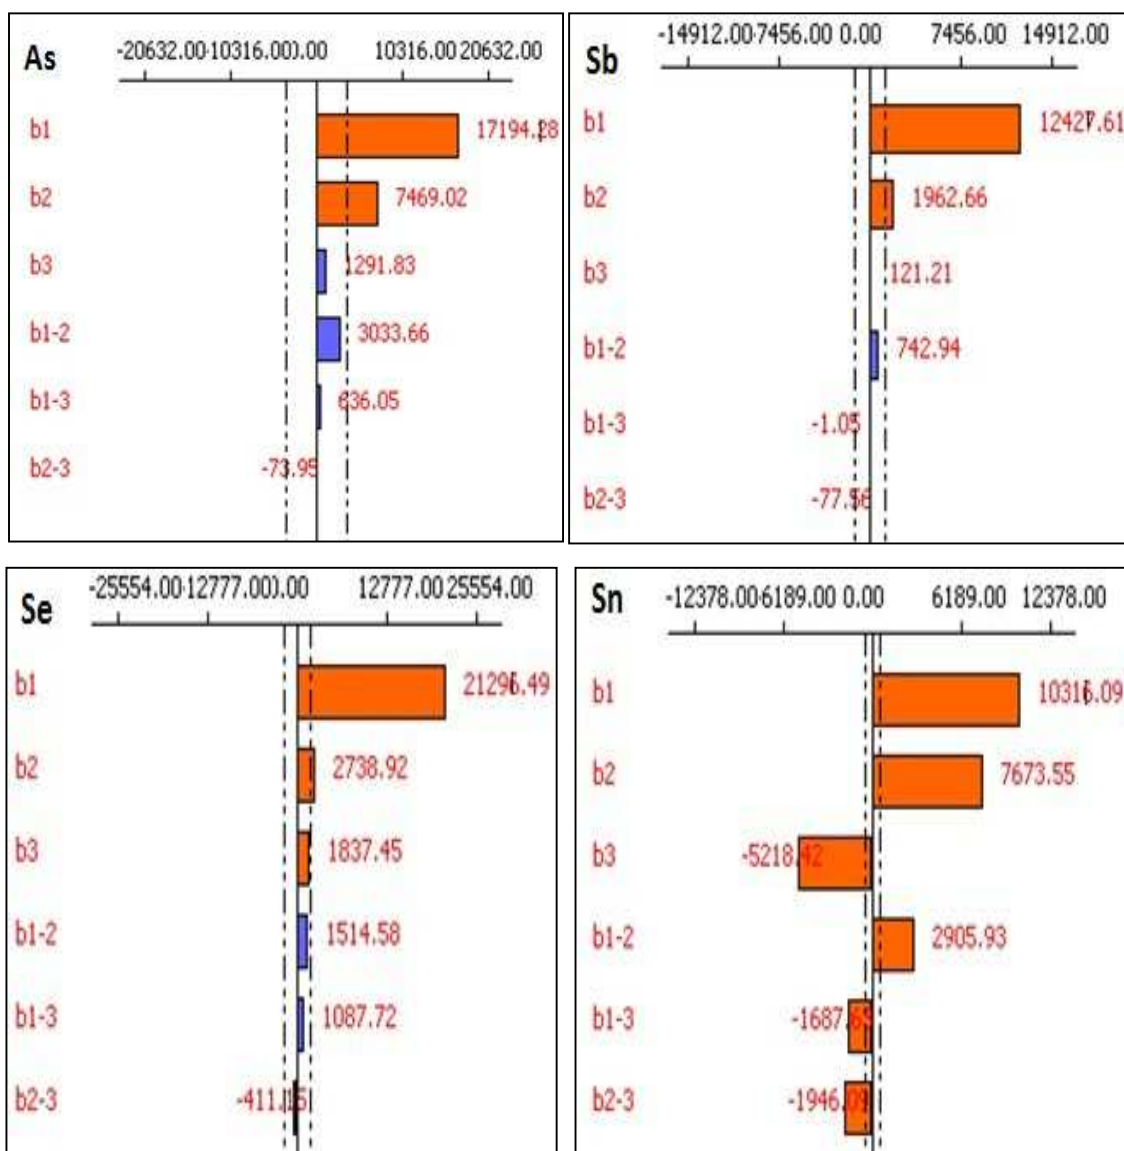 As
-20632.00 -10316.00 0.00 10316.00 20632.00
b1 17194.28
b2 7469.02
b3 1291.83
b1-2 3033.66
b1-3 636.05
b2-3 -73.95
Sb
-14912.00 -7456.00 0.00 7456.00 14912.00
b1 12427.61
b2 1962.66
b3 121.21
b1-2 742.94
b1-3 -1.05
b2-3 -77.56
Se
-25554.00 -12777.00 0.00 12777.00 25554.00
b1 21296.49
b2 2738.92
b3 1837.45
b1-2 1514.58
b1-3 1087.72
b2-3 -411.15
Sn
-12378.00 -6189.00 0.00 6189.00 12378.00
b1 10316.09
b2 7673.55
b3 -5218.42
b1-2 2905.93
b1-3
b2-3 -1946.09